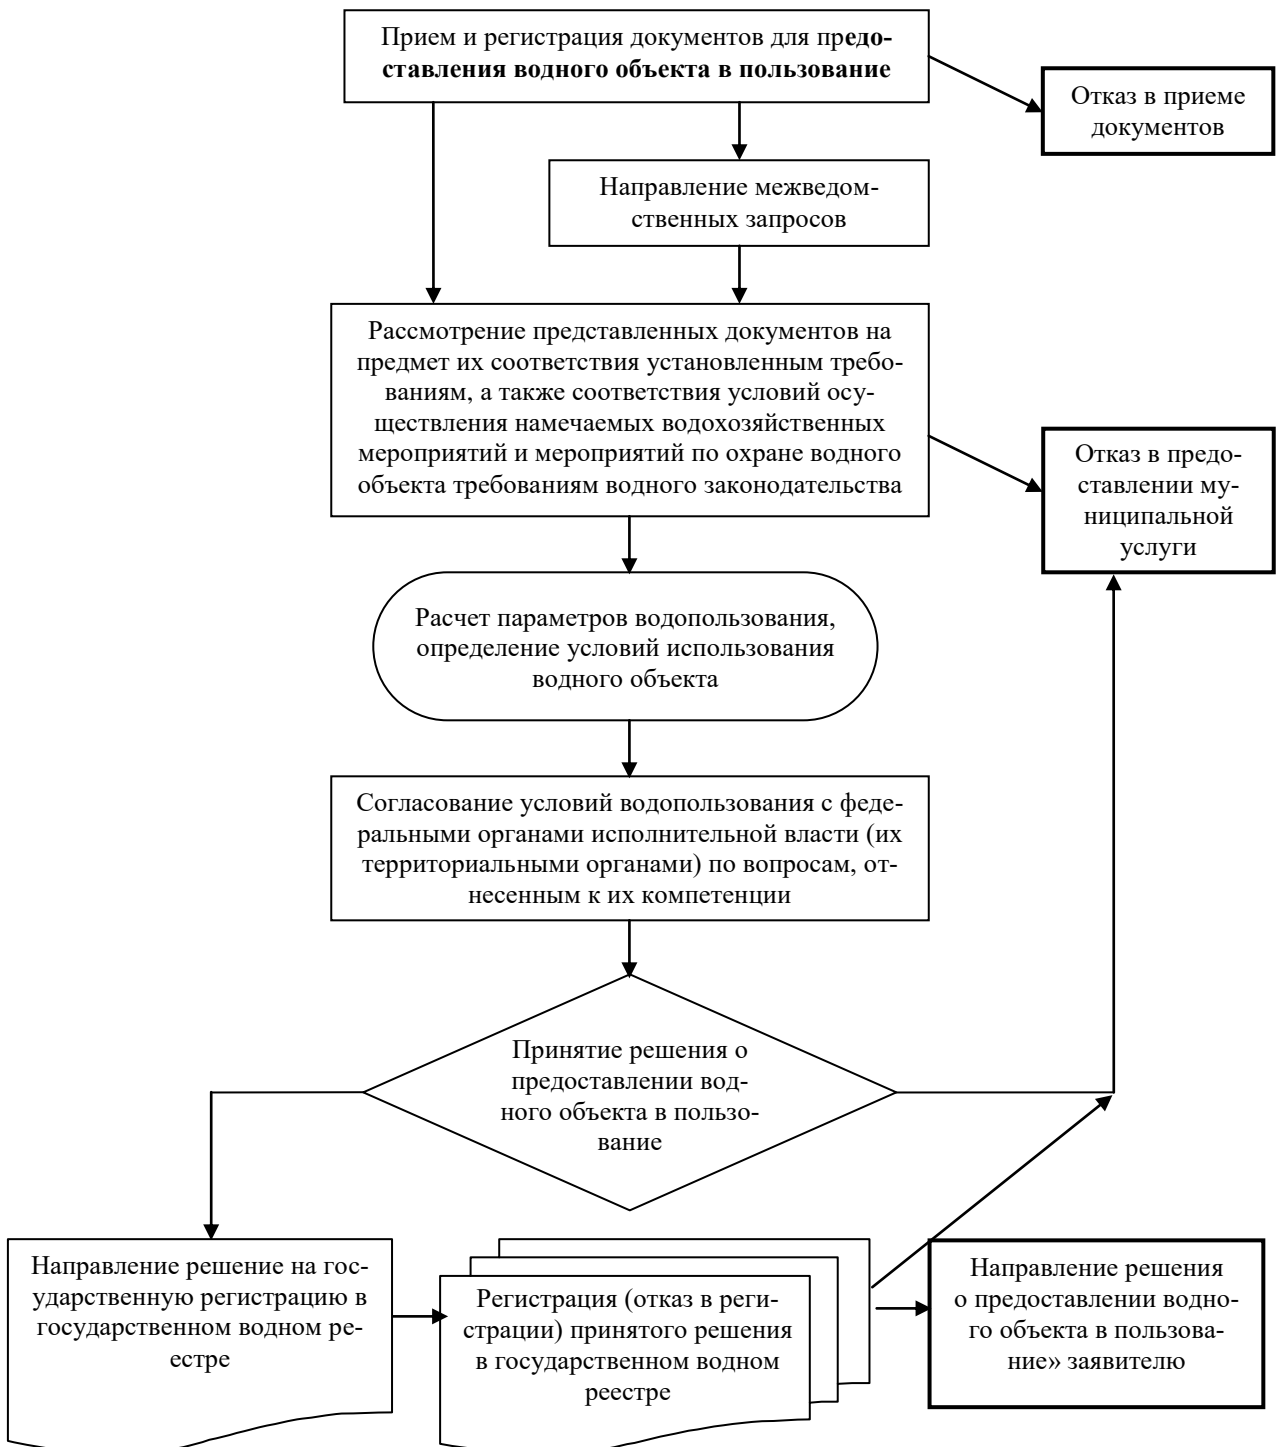 Прием и регистрация документов для предо-
ставления водного объекта в пользование
Отказ в приеме
документов
Направление межведом-
ственных запросов
Рассмотрение представленных документов на
предмет их соответствия установленным требо-
ваниям, а также соответствия условий осу-
ществления намечаемых водохозяйственных
мероприятий и мероприятий по охране водного
объекта требованиям водного законодательства
Отказ в предо-
ставлении му-
ниципальной
услуги
Расчет параметров водопользования,
определение условий использования
водного объекта
Согласование условий водопользования с феде-
ральными органами исполнительной власти (их
территориальными органами) по вопросам, от-
несенным к их компетенции
Принятие решения о
предоставлении вод-
ного объекта в пользо-
вание
Направление решение на гос-
ударственную регистрацию в
государственном водном ре-
естре
Регистрация (отказ в реги-
страции) принятого решения
в государственном водном
реестре
Направление решения
о предоставлении водно-
го объекта в пользова-
ние» заявителю